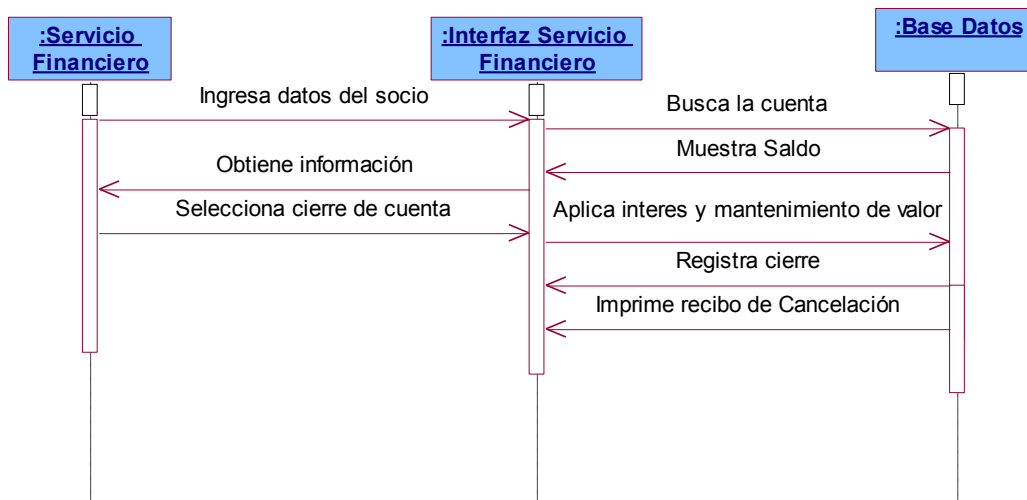 :Servicio
Financiero
:Interfaz Servicio
Financiero
:Base Datos
Ingresa datos del socio
Busca la cuenta
Muestra Saldo
Obtiene información
Selecciona cierre de cuenta
Aplica interes y mantenimiento de valor
Registra cierre
Imprime recibo de Cancelación